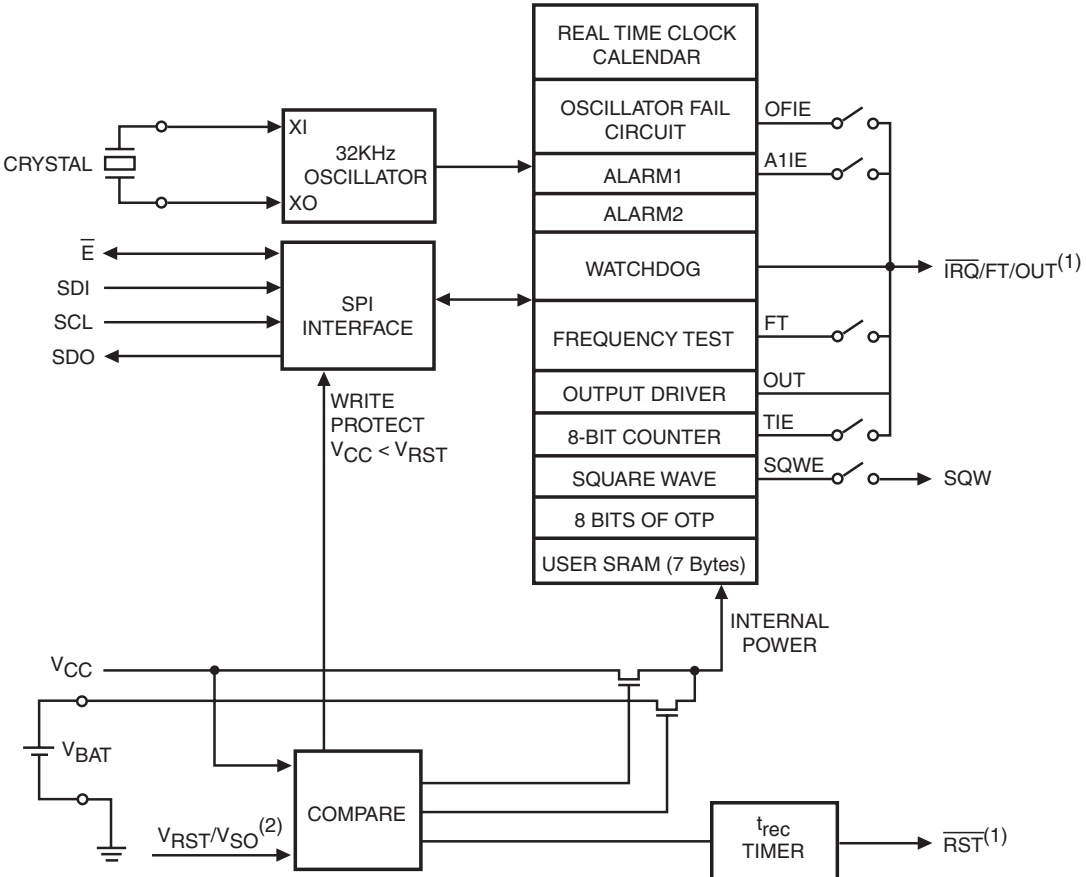 REAL TIME CLOCK
CALENDAR
OSCILLATOR FAIL
CIRCUIT
OFIE
XI
32KHz
OSCILLATOR
CRYSTAL
XO
ALARM1
A1IE
ALARM2
E̅
SDI
SCL
SDO
SPI
INTERFACE
WATCHDOG
I̅R̅Q̅/FT/OUT(1)
FREQUENCY TEST
FT
OUTPUT DRIVER
OUT
8-BIT COUNTER
TIE
SQUARE WAVE
SQWE
SQW
8 BITS OF OTP
USER SRAM (7 Bytes)
WRITE
PROTECT
VCC < VRST
INTERNAL
POWER
VCC
VBAT
COMPARE
VRST/VSO(2)
trec
TIMER
R̅S̅T̅(1)